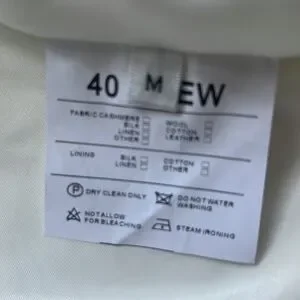 40 M EW
FABRIC CASHMERE WOOL
SILK COTTON
LINEN LEATHER
OTHER
LINING SILK COTTON
LINEN OTHER
P DRY CLEAN ONLY DO NOT WATER
WASHING
NOT ALLOW
FOR BLEACHING STEAM IRONING